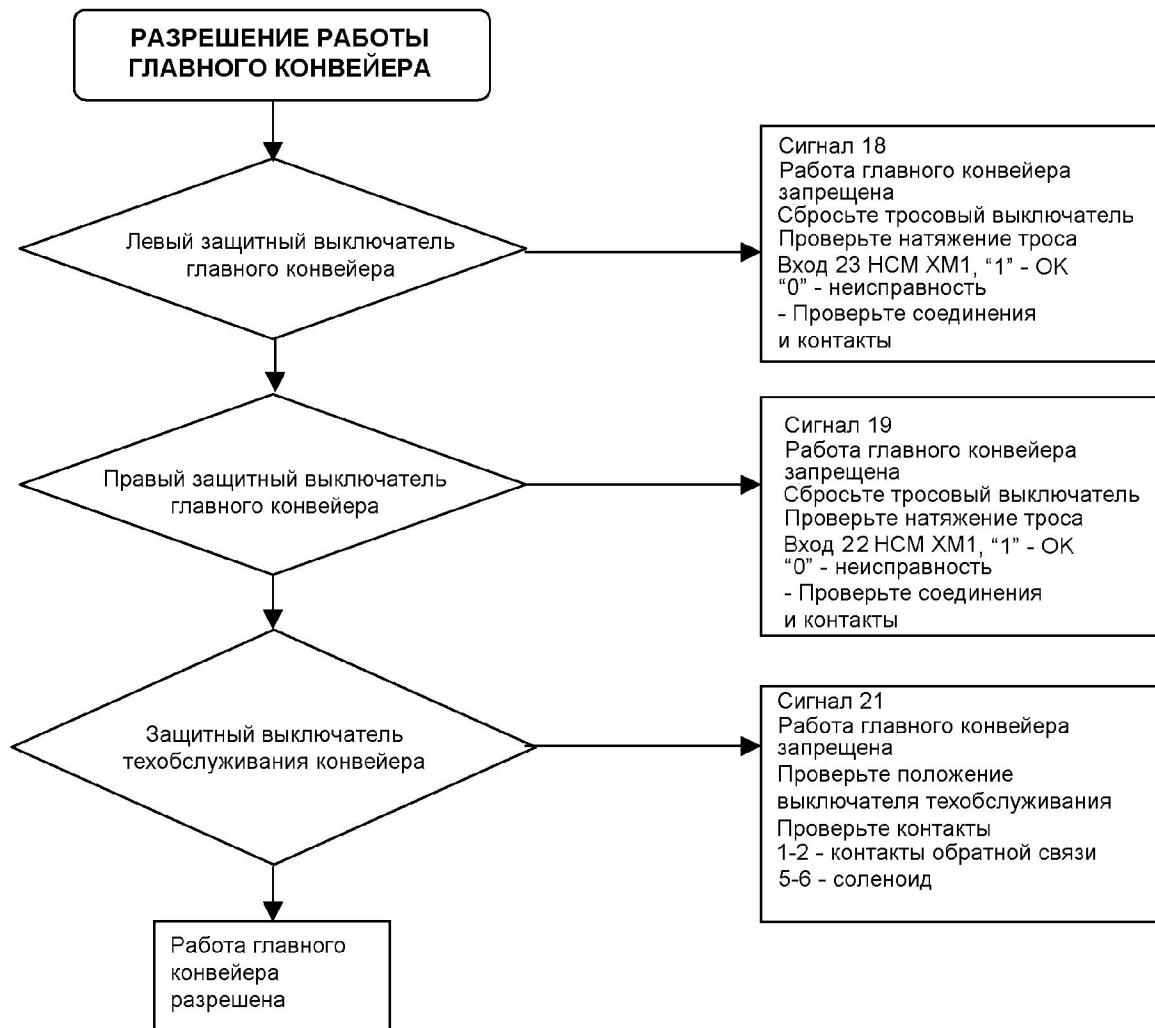 РАЗРЕШЕНИЕ РАБОТЫ
ГЛАВНОГО КОНВЕЙЕРА
Левый защитный выключатель
главного конвейера
Сигнал 18
Работа главного конвейера
запрещена
Сбросьте тросовый выключатель
Проверьте натяжение троса
Вход 23 НСМ ХМ1, “1” - ОК
“0” - неисправность
- Проверьте соединения
и контакты
Правый защитный выключатель
главного конвейера
Сигнал 19
Работа главного конвейера
запрещена
Сбросьте тросовый выключатель
Проверьте натяжение троса
Вход 22 НСМ ХМ1, “1” - ОК
“0” - неисправность
- Проверьте соединения
и контакты
Защитный выключатель
техобслуживания конвейера
Сигнал 21
Работа главного конвейера
запрещена
Проверьте положение
выключателя техобслуживания
Проверьте контакты
1-2 - контакты обратной связи
5-6 - соленоид
Работа главного
конвейера
разрешена